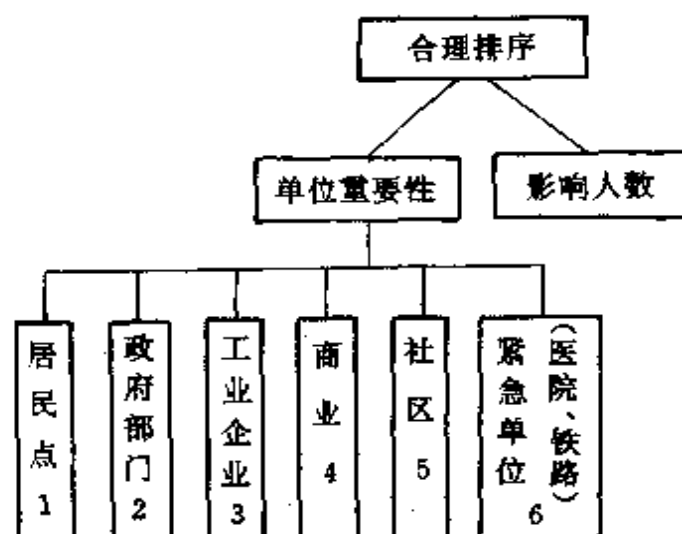 合理排序
单位重要性
影响人数
居民点1
政府部门2
工业企业3
商业4
社区5
紧急单位6
(医院、铁路)